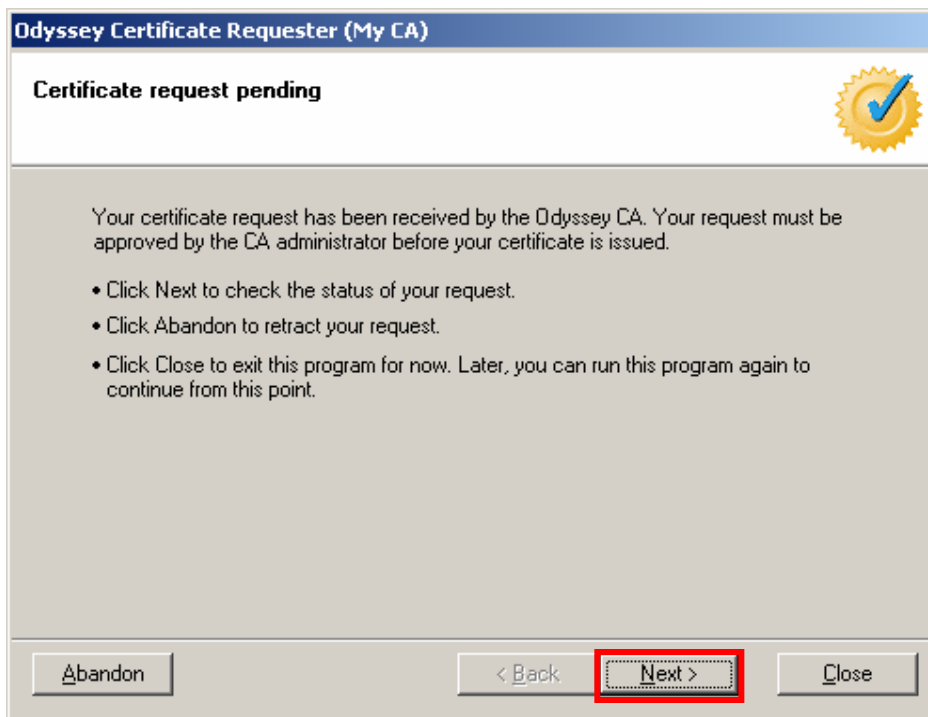 Odyssey Certificate Requester (My CA)
Certificate request pending
Your certificate request has been received by the Odyssey CA. Your request must be
approved by the CA administrator before your certificate is issued.
• Click Next to check the status of your request.
• Click Abandon to retract your request.
• Click Close to exit this program for now. Later, you can run this program again to
continue from this point.
Abandon
< Back
Next >
Close